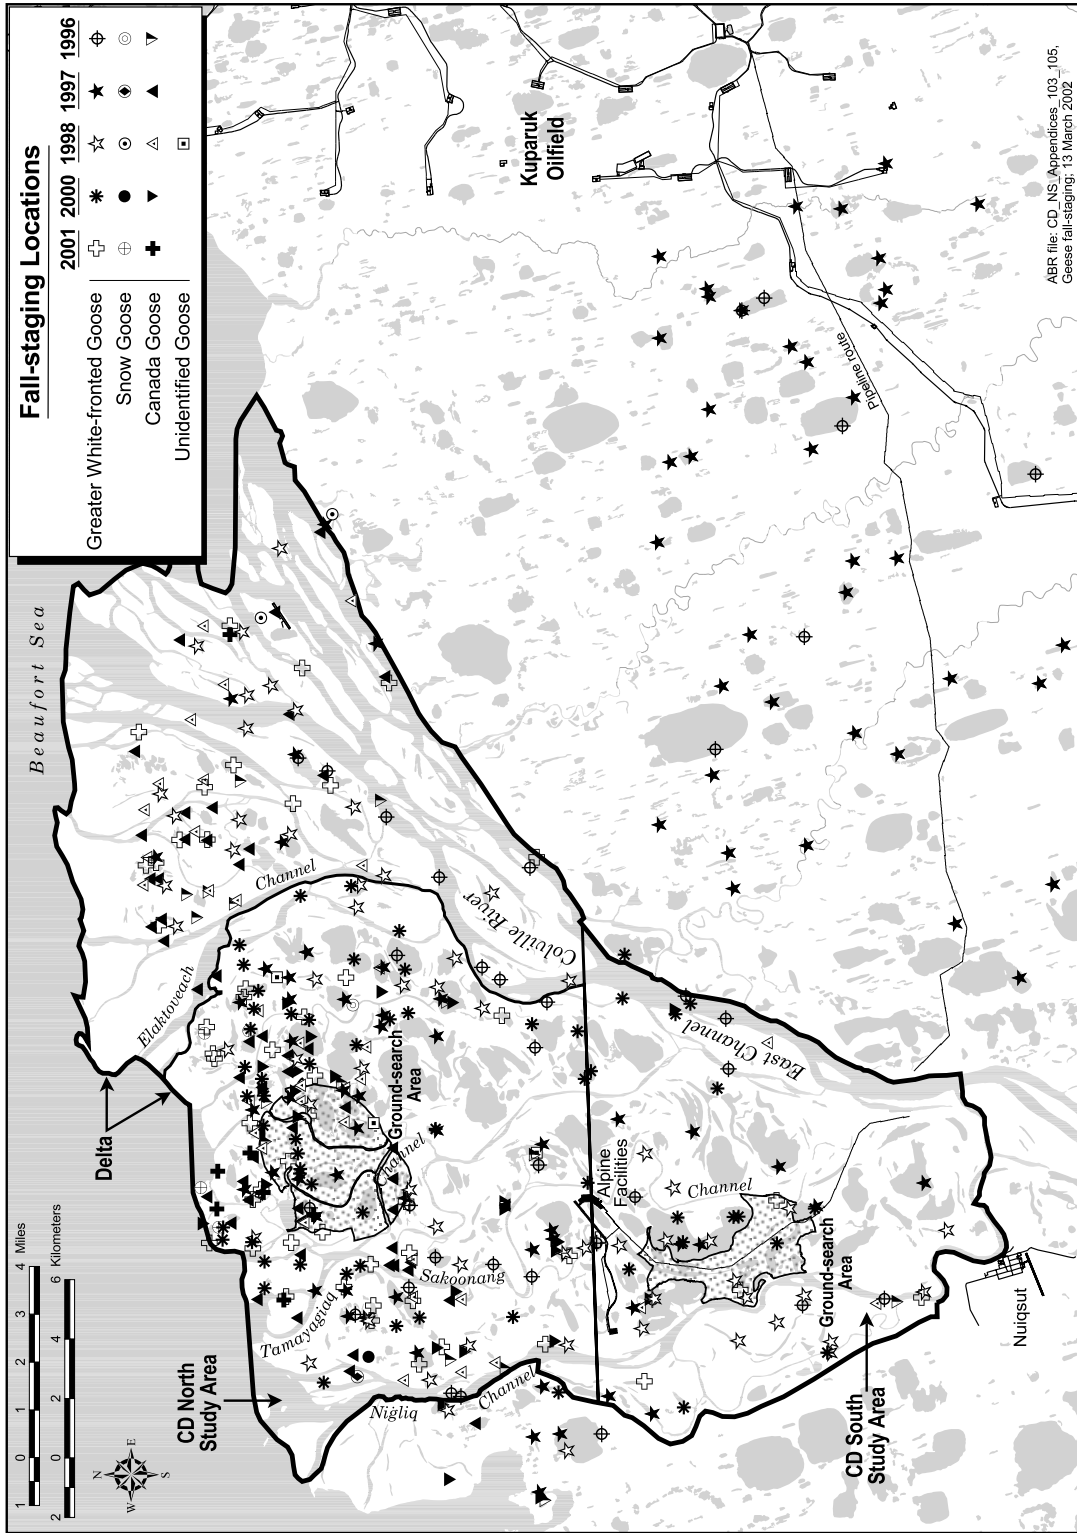 Fall-staging Locations
2001 2000 1998 1997 1996
Greater White-fronted Goose
Snow Goose
Canada Goose
Unidentified Goose
Beaufort Sea
Kuparuk
Oilfield
Pipeline route
Delta
Elaktoveach
Channel
Colville River
East Channel
Ground-search
Area
Channel
Tamayagiaq
Sakoonang
CD North
Study Area
Nigliq
Channel
Alpine
Facilities
Channel
Ground-search
Area
CD South
Study Area
Nuiqsut
1 0 1 2 3 4 Miles
2 0 2 4 6 Kilometers
N
W E
S
ABR file: CD_NS_Appendices_103_105,
Geese fall-staging; 13 March 2002